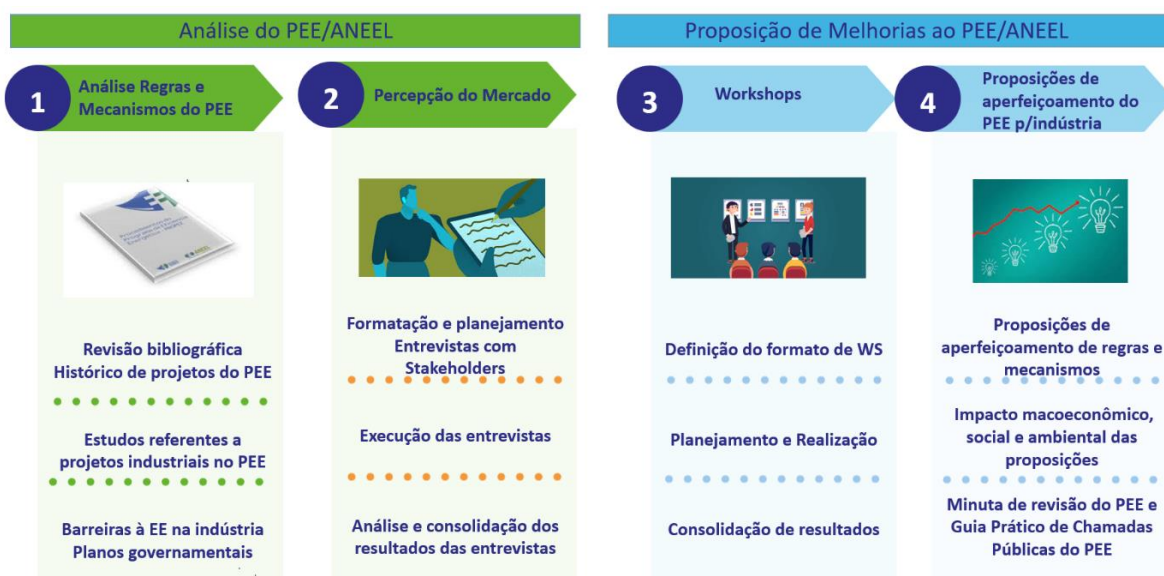 Análise do PEE/ANEEL
Proposição de Melhorias ao PEE/ANEEL
1
Análise Regras e
Mecanismos do PEE
2
Percepção do Mercado
3
Workshops
4
Proposições de
aperfeiçoamento do
PEE p/indústria
Revisão bibliográfica
Histórico de projetos do PEE
Estudos referentes a
projetos industriais no PEE
Barreiras à EE na indústria
Planos governamentais
Formatação e planejamento
Entrevistas com
Stakeholders
Execução das entrevistas
Análise e consolidação dos
resultados das entrevistas
Definição do formato de WS
Planejamento e Realização
Consolidação de resultados
Proposições de
aperfeiçoamento de regras e
mecanismos
Impacto macoeconômico,
social e ambiental das
proposições
Minuta de revisão do PEE e
Guia Prático de Chamadas
Públicas do PEE